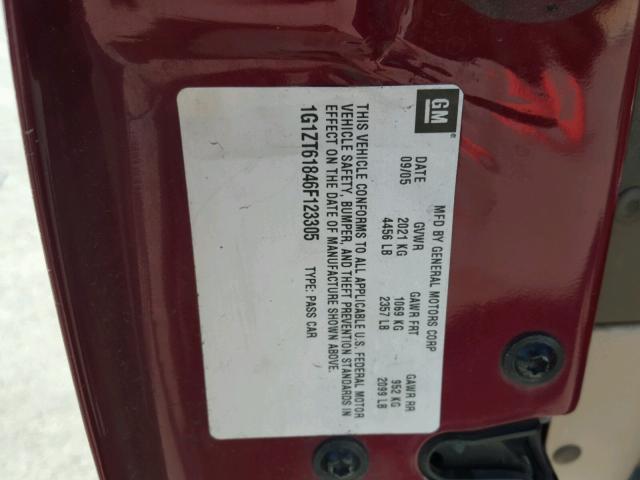 GM
MFD BY GENERAL MOTORS CORP
DATE GVWR GAWR FRT GAWR RR
09/05 2021 KG 1069 KG 952 KG
4456 LB 2357 LB 2099 LB
THIS VEHICLE CONFORMS TO ALL APPLICABLE U.S. FEDERAL MOTOR
VEHICLE SAFETY, BUMPER, AND THEFT PREVENTION STANDARDS IN
EFFECT ON THE DATE OF MANUFACTURE SHOWN ABOVE.
1G1ZT61846F123305 TYPE: PASS CAR